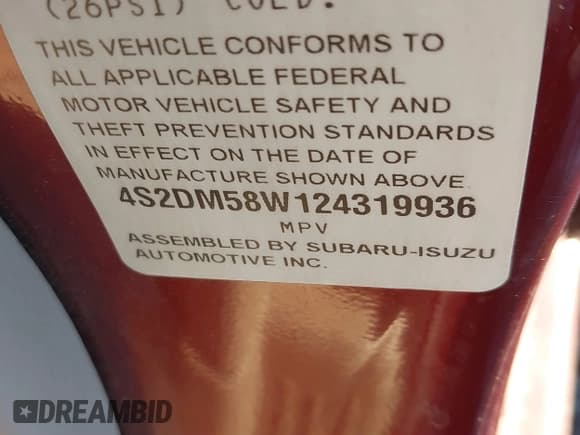 (26PSI) COLD.
THIS VEHICLE CONFORMS TO
ALL APPLICABLE FEDERAL
MOTOR VEHICLE SAFETY AND
THEFT PREVENTION STANDARDS
IN EFFECT ON THE DATE OF
MANUFACTURE SHOWN ABOVE
4S2DM58W124319936
MPV
ASSEMBLED BY SUBARU-ISUZU
AUTOMOTIVE INC.
DREAMBID